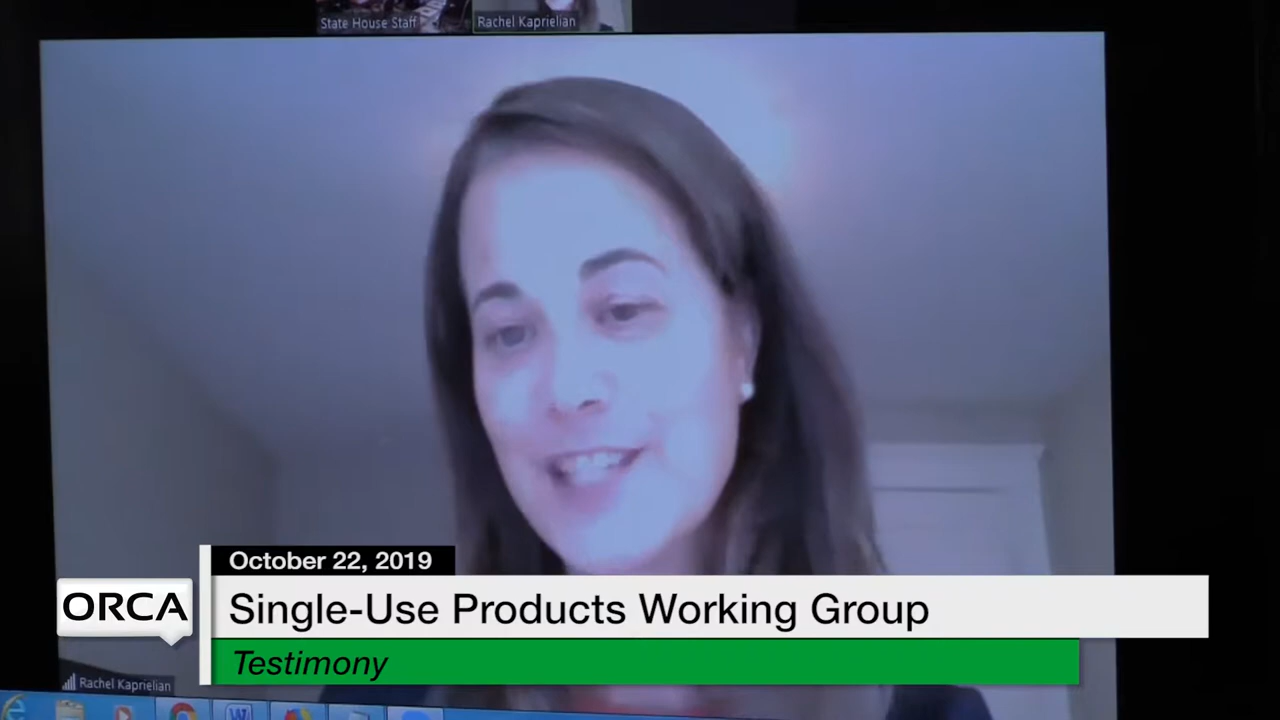 State House Staff
Rachel Kaprielian
October 22, 2019
ORCA
Single-Use Products Working Group
Testimony
Rachel Kaprielian